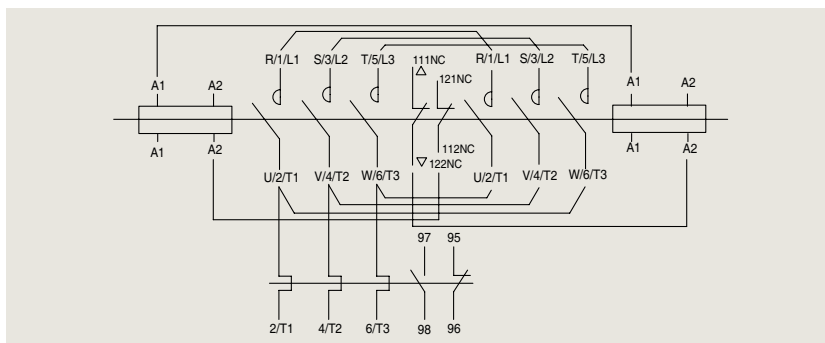 R/1/L1 S/3/L2 T/5/L3 111NC R/1/L1 S/3/L2 T/5/L3
A1 A2 121NC A1 A2
A1 A2 112NC A1 A2
122NC
U/2/T1 V/4/T2 W/6/T3 U/2/T1 V/4/T2 W/6/T3
97 95
2/T1 4/T2 6/T3 98 96